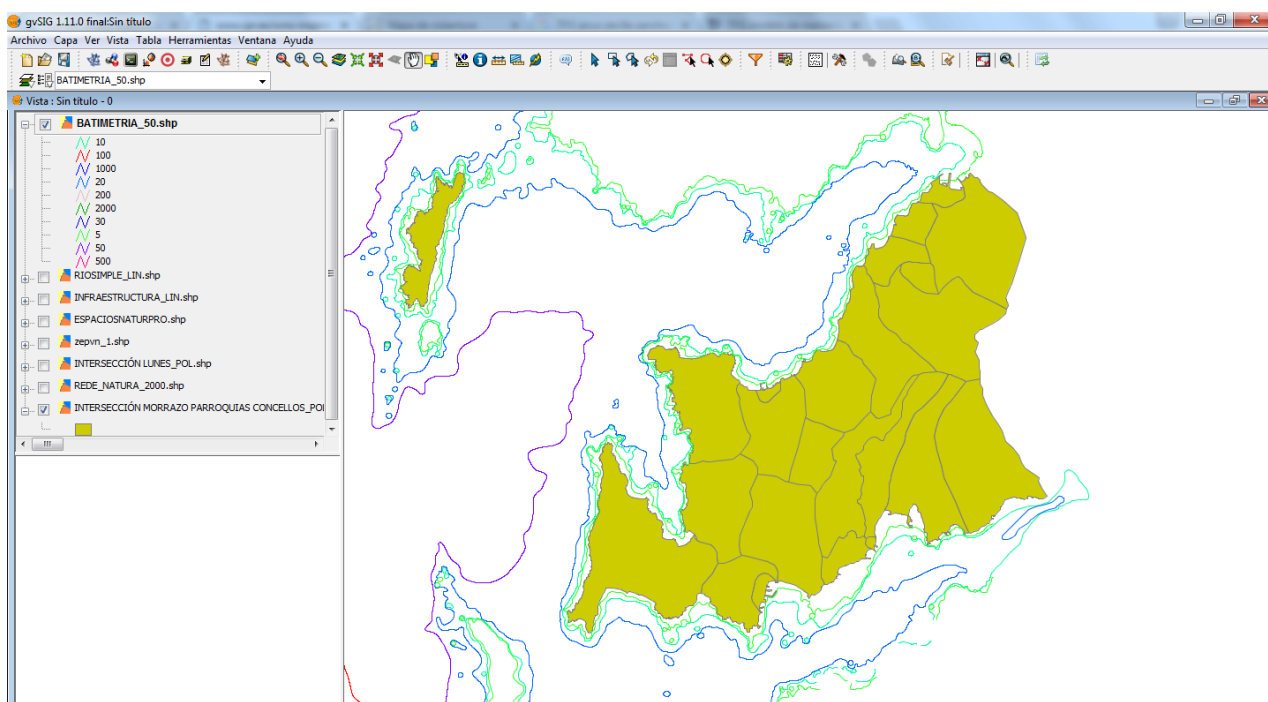 gvSIG 1.11.0 final:Sin título
Archivo Capa Ver Vista Tabla Herramientas Ventana Ayuda
BATIMETRIA_50.shp
Vista : Sin título - 0
BATIMETRIA_50.shp
10
100
1000
20
200
2000
30
5
50
500
RIOSIMPLE_LIN.shp
INFRAESTRUCTURA_LIN.shp
ESPACIOSNATURPRO.shp
zepvn_1.shp
INTERSECCIÓN LUNES_POL.shp
REDE_NATURA_2000.shp
INTERSECCIÓN MORRAZO PARROQUIAS CONCELLOS_POL